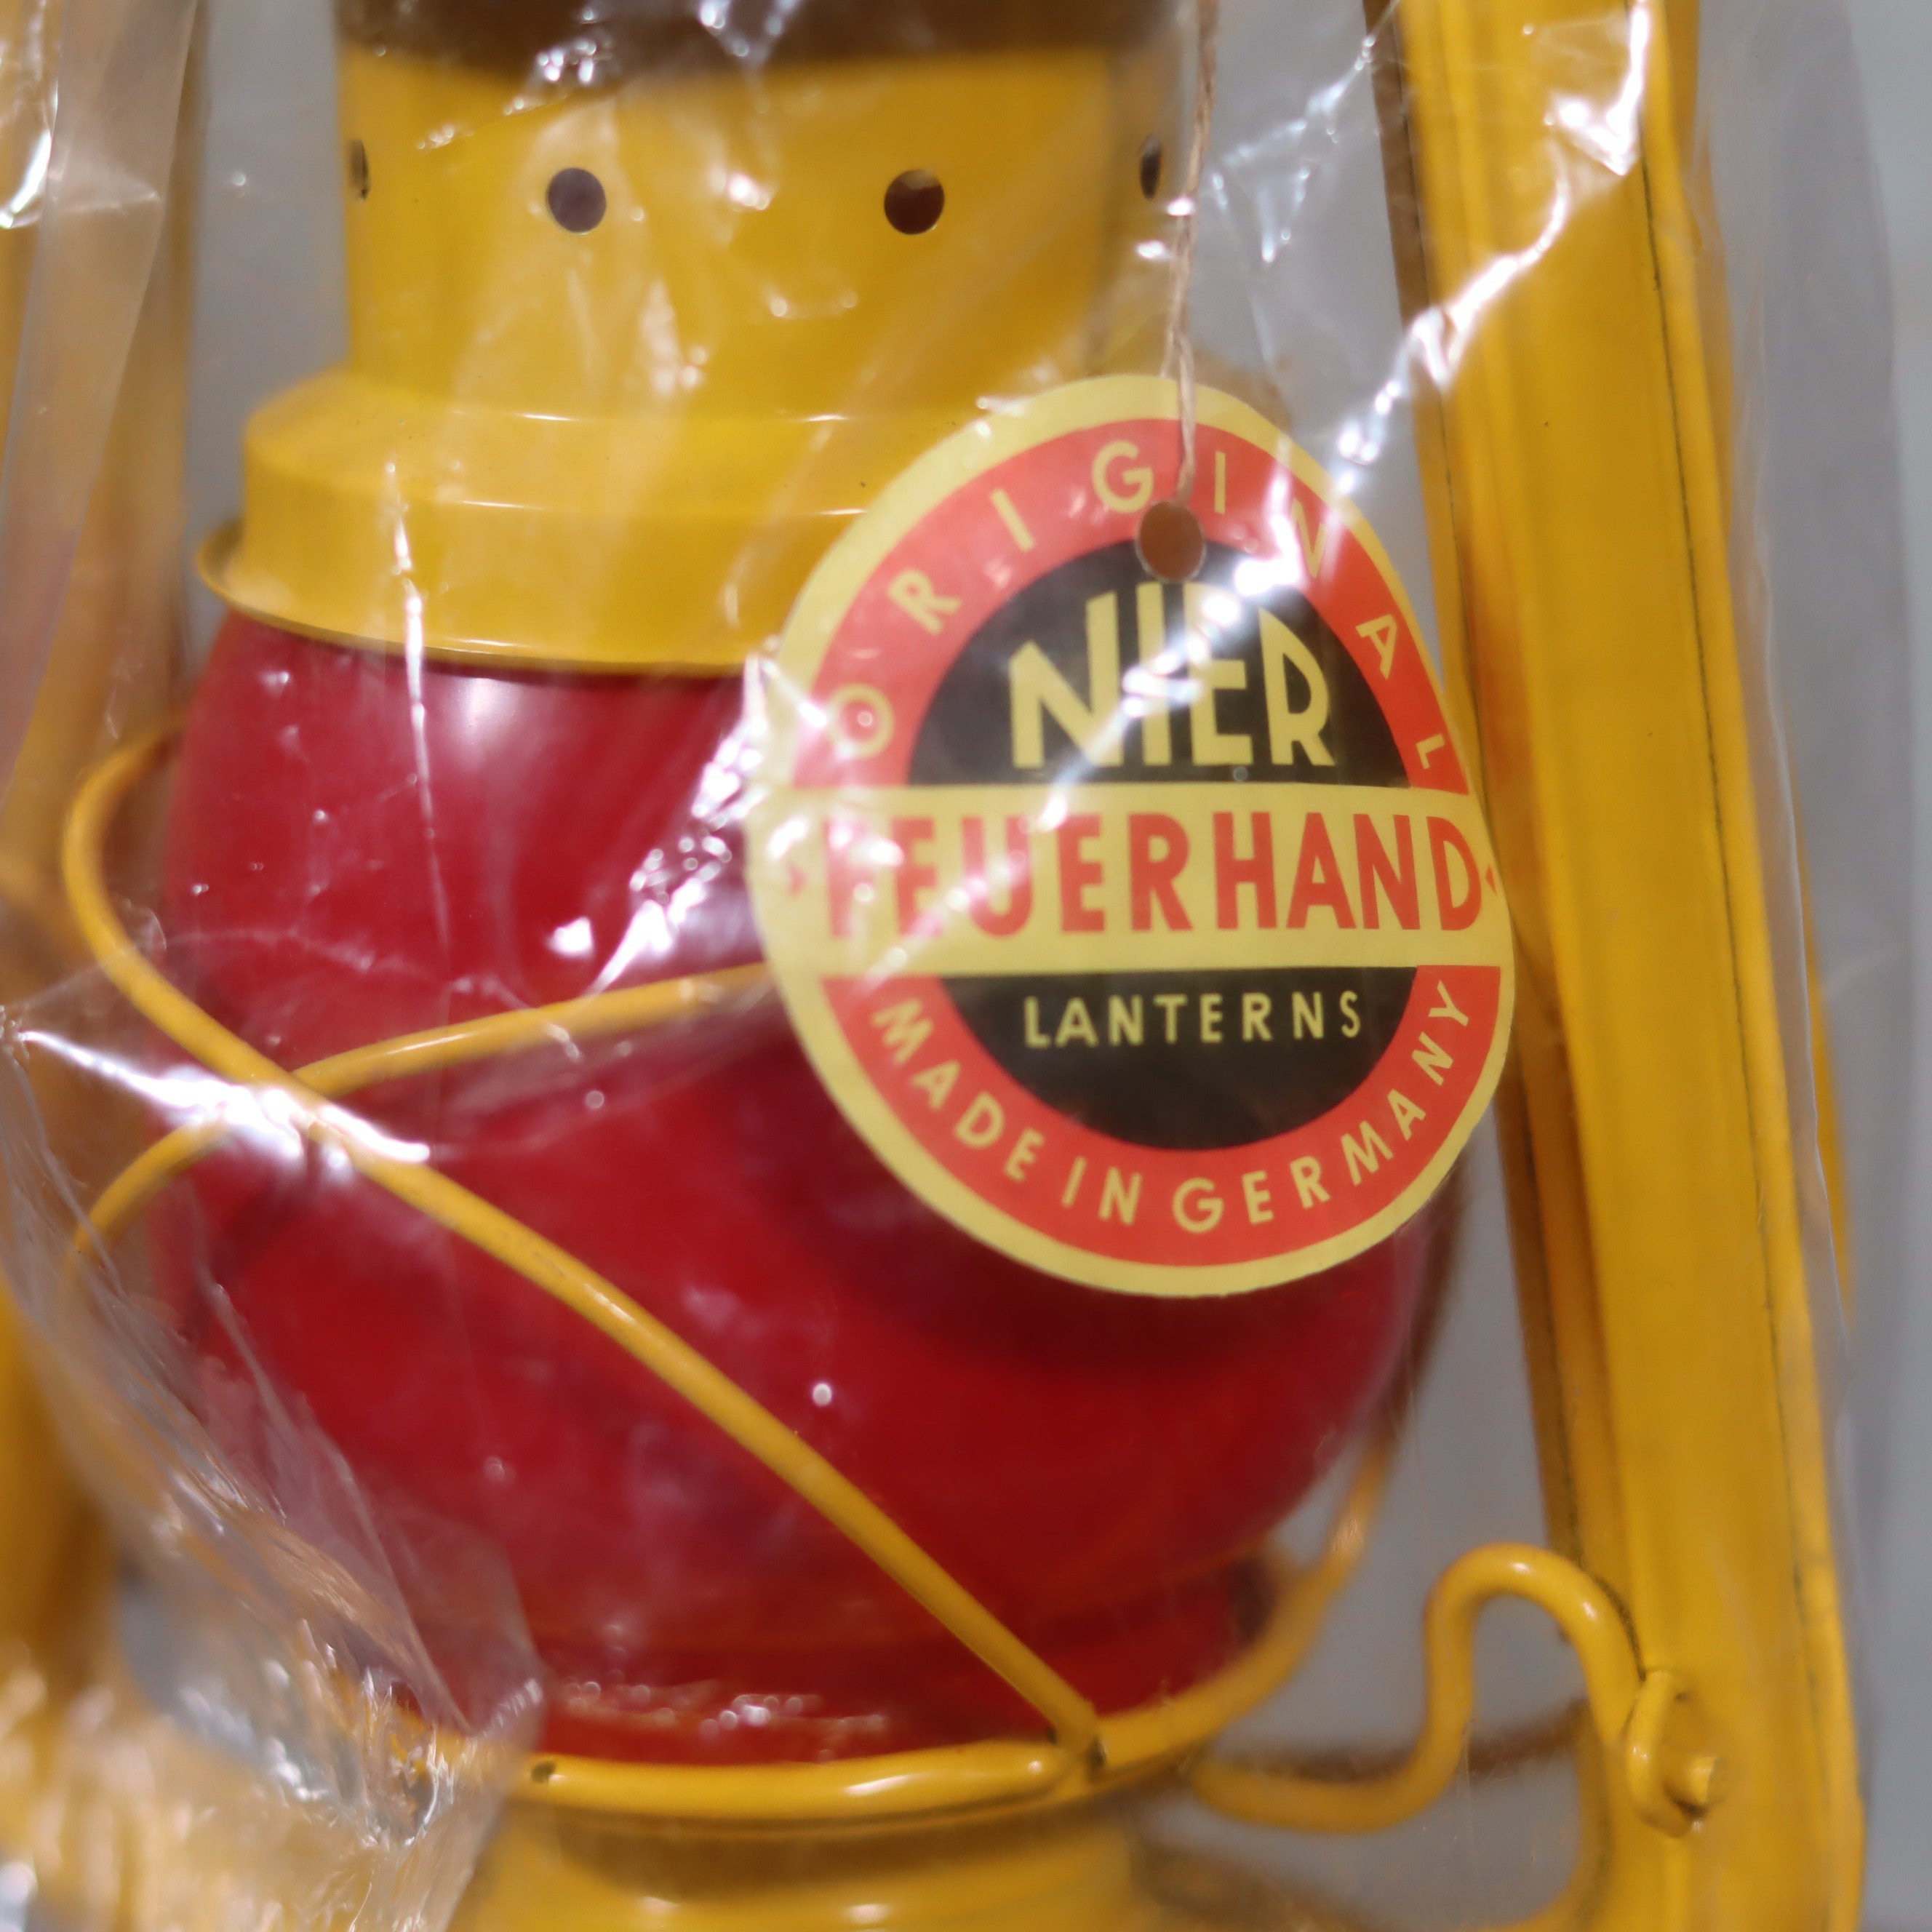 ORIGINAL
NIER
FEUERHAND
LANTERNS
MADE IN GERMANY